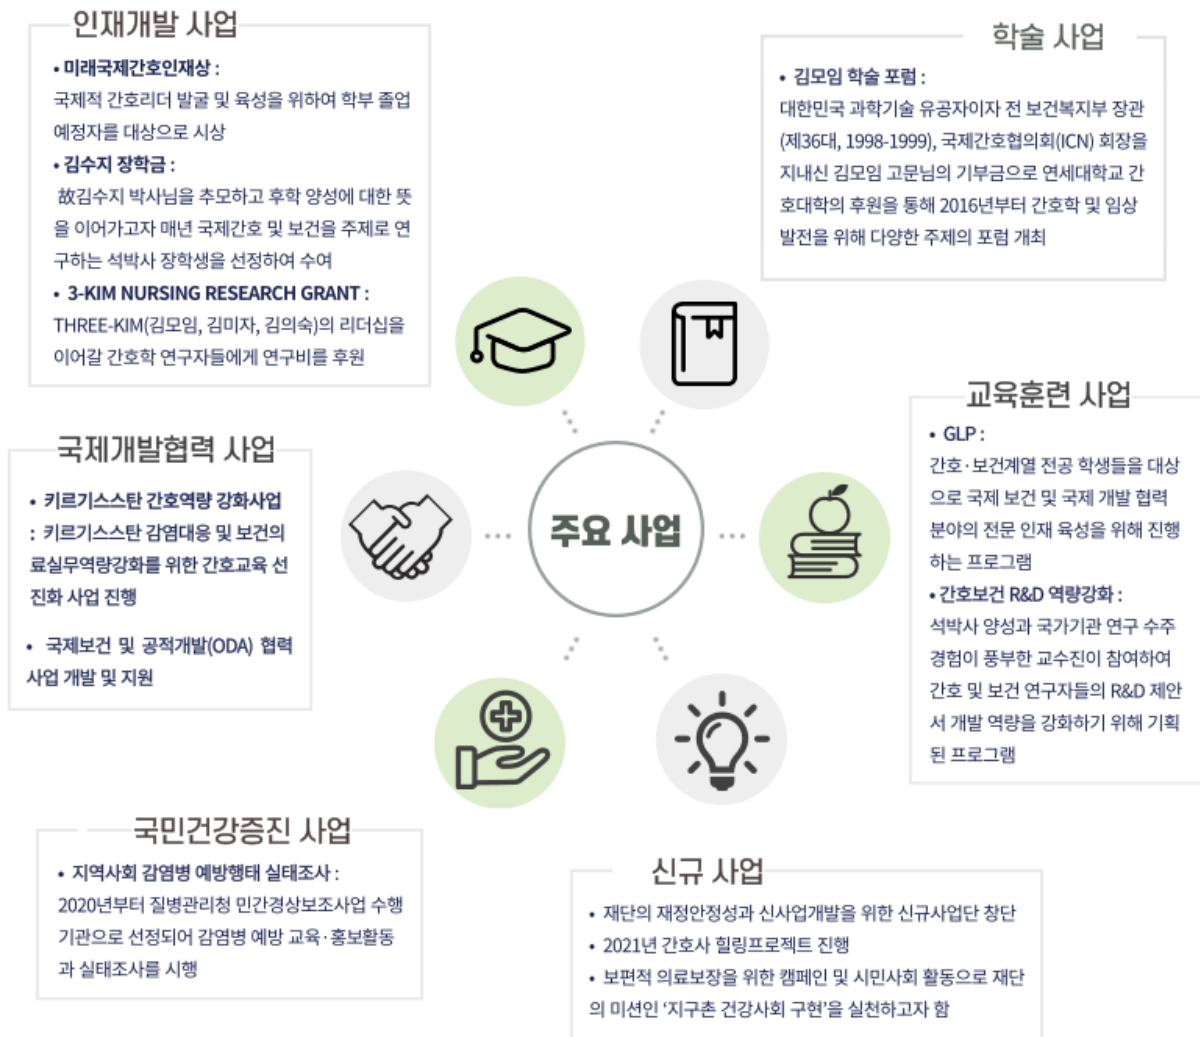 인재개발 사업
• 미래국제간호인재상 :
국제적 간호리더 발굴 및 육성을 위하여 학부 졸업
예정자를 대상으로 시상
• 김수지 장학금 :
故김수지 박사님을 추모하고 후학 양성에 대한 뜻
을 이어가고자 매년 국제간호 및 보건을 주제로 연
구하는 석박사 장학생을 선정하여 수여
• 3-KIM NURSING RESEARCH GRANT :
THREE-KIM(김모임, 김미자, 김의숙)의 리더십을
이어갈 간호학 연구자들에게 연구비를 후원
학술 사업
• 김모임 학술 포럼 :
대한민국 과학기술 유공자이자 전 보건복지부 장관
(제36대, 1998-1999), 국제간호협의회(ICN) 회장을
지내신 김모임 고문님의 기부금으로 연세대학교 간
호대학의 후원을 통해 2016년부터 간호학 및 임상
발전을 위해 다양한 주제의 포럼 개최
국제개발협력 사업
• 키르기스스탄 간호역량 강화사업
: 키르기스스탄 감염대응 및 보건의
료실무역량강화를 위한 간호교육 선
진화 사업 진행
• 국제보건 및 공적개발(ODA) 협력
사업 개발 및 지원
주요 사업
교육훈련 사업
• GLP :
간호·보건계열 전공 학생들을 대상
으로 국제 보건 및 국제 개발 협력
분야의 전문 인재 육성을 위해 진행
하는 프로그램
• 간호보건 R&D 역량강화 :
석박사 양성과 국가기관 연구 수주
경험이 풍부한 교수진이 참여하여
간호 및 보건 연구자들의 R&D 제안
서 개발 역량을 강화하기 위해 기획
된 프로그램
국민건강증진 사업
• 지역사회 감염병 예방행태 실태조사 :
2020년부터 질병관리청 민간경상보조사업 수행
기관으로 선정되어 감염병 예방 교육·홍보활동
과 실태조사를 시행
신규 사업
• 재단의 재정안정성과 신사업개발을 위한 신규사업단 창단
• 2021년 간호사 힐링프로젝트 진행
• 보편적 의료보장을 위한 캠페인 및 시민사회 활동으로 재단
의 미션인 ‘지구촌 건강사회 구현’을 실천하고자 함